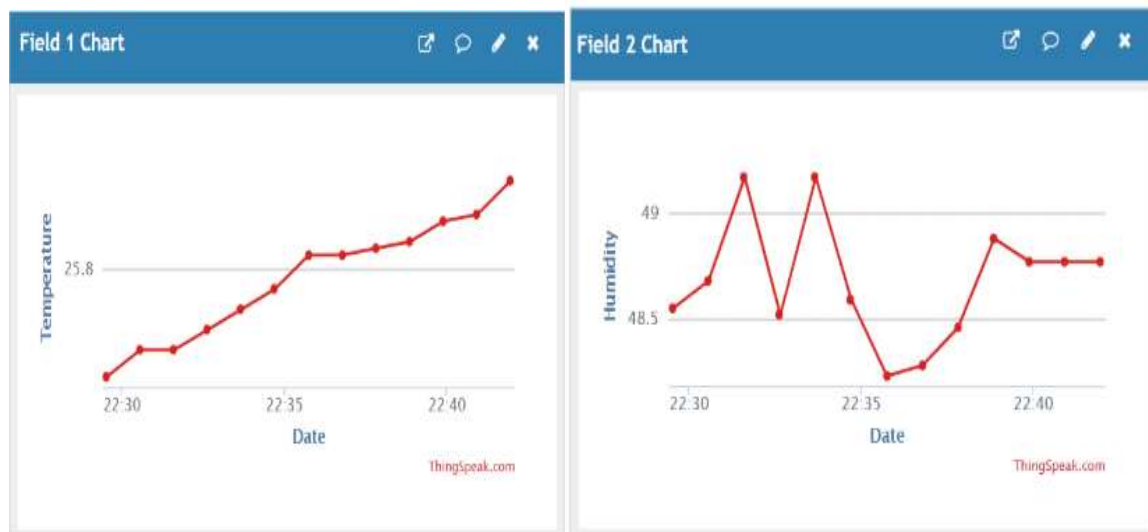 Field 1 Chart
Temperature
25.8
22:30 22:35 22:40
Date
ThingSpeak.com
Field 2 Chart
Humidity
49
48.5
22:30 22:35 22:40
Date
ThingSpeak.com